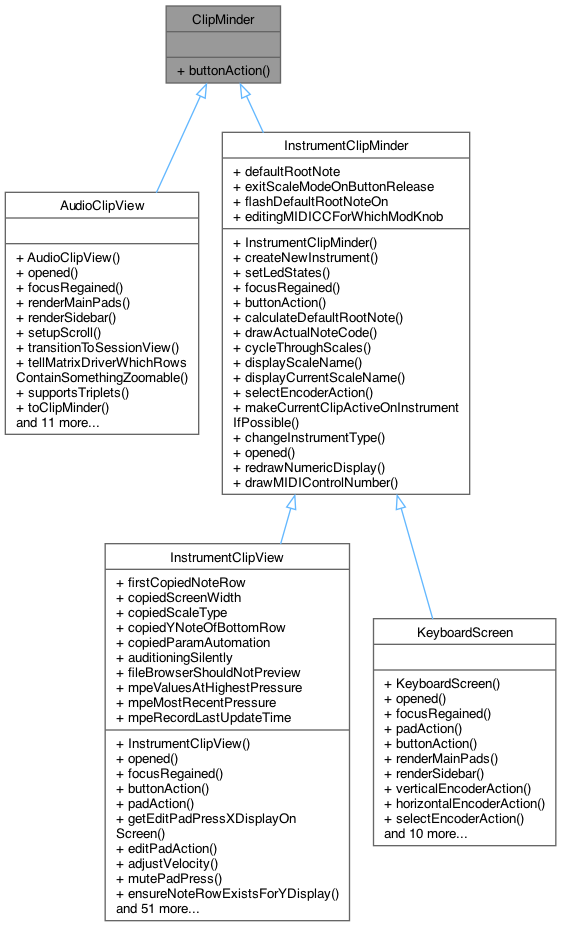 ClipMinder
+ buttonAction()
InstrumentClipMinder
+ defaultRootNote
+ exitScaleModeOnButtonRelease
+ flashDefaultRootNoteOn
+ editingMIDICCForWhichModKnob
+ InstrumentClipMinder()
+ createNewInstrument()
+ setLedStates()
+ focusRegained()
+ buttonAction()
+ calculateDefaultRootNote()
+ drawActualNoteCode()
+ cycleThroughScales()
+ displayScaleName()
+ displayCurrentScaleName()
+ selectEncoderAction()
+ makeCurrentClipActiveOnInstrument
IfPossible()
+ changeInstrumentType()
+ opened()
+ redrawNumericDisplay()
+ drawMIDIControlNumber()
AudioClipView
+ AudioClipView()
+ opened()
+ focusRegained()
+ renderMainPads()
+ renderSidebar()
+ setupScroll()
+ transitionToSessionView()
+ tellMatrixDriverWhichRows
ContainSomethingZoomable()
+ supportsTriplets()
+ toClipMinder()
and 11 more...
InstrumentClipView
+ firstCopiedNoteRow
+ copiedScreenWidth
+ copiedScaleType
+ copiedYNoteOfBottomRow
+ copiedParamAutomation
+ auditioningSilently
+ fileBrowserShouldNotPreview
+ mpeValuesAtHighestPressure
+ mpeMostRecentPressure
+ mpeRecordLastUpdateTime
+ InstrumentClipView()
+ opened()
+ focusRegained()
+ buttonAction()
+ padAction()
+ getEditPadPressXDisplayOn
Screen()
+ editPadAction()
+ adjustVelocity()
+ mutePadPress()
+ ensureNoteRowExistsForYDisplay()
and 51 more...
KeyboardScreen
+ KeyboardScreen()
+ opened()
+ focusRegained()
+ padAction()
+ buttonAction()
+ renderMainPads()
+ renderSidebar()
+ verticalEncoderAction()
+ horizontalEncoderAction()
+ selectEncoderAction()
and 10 more...